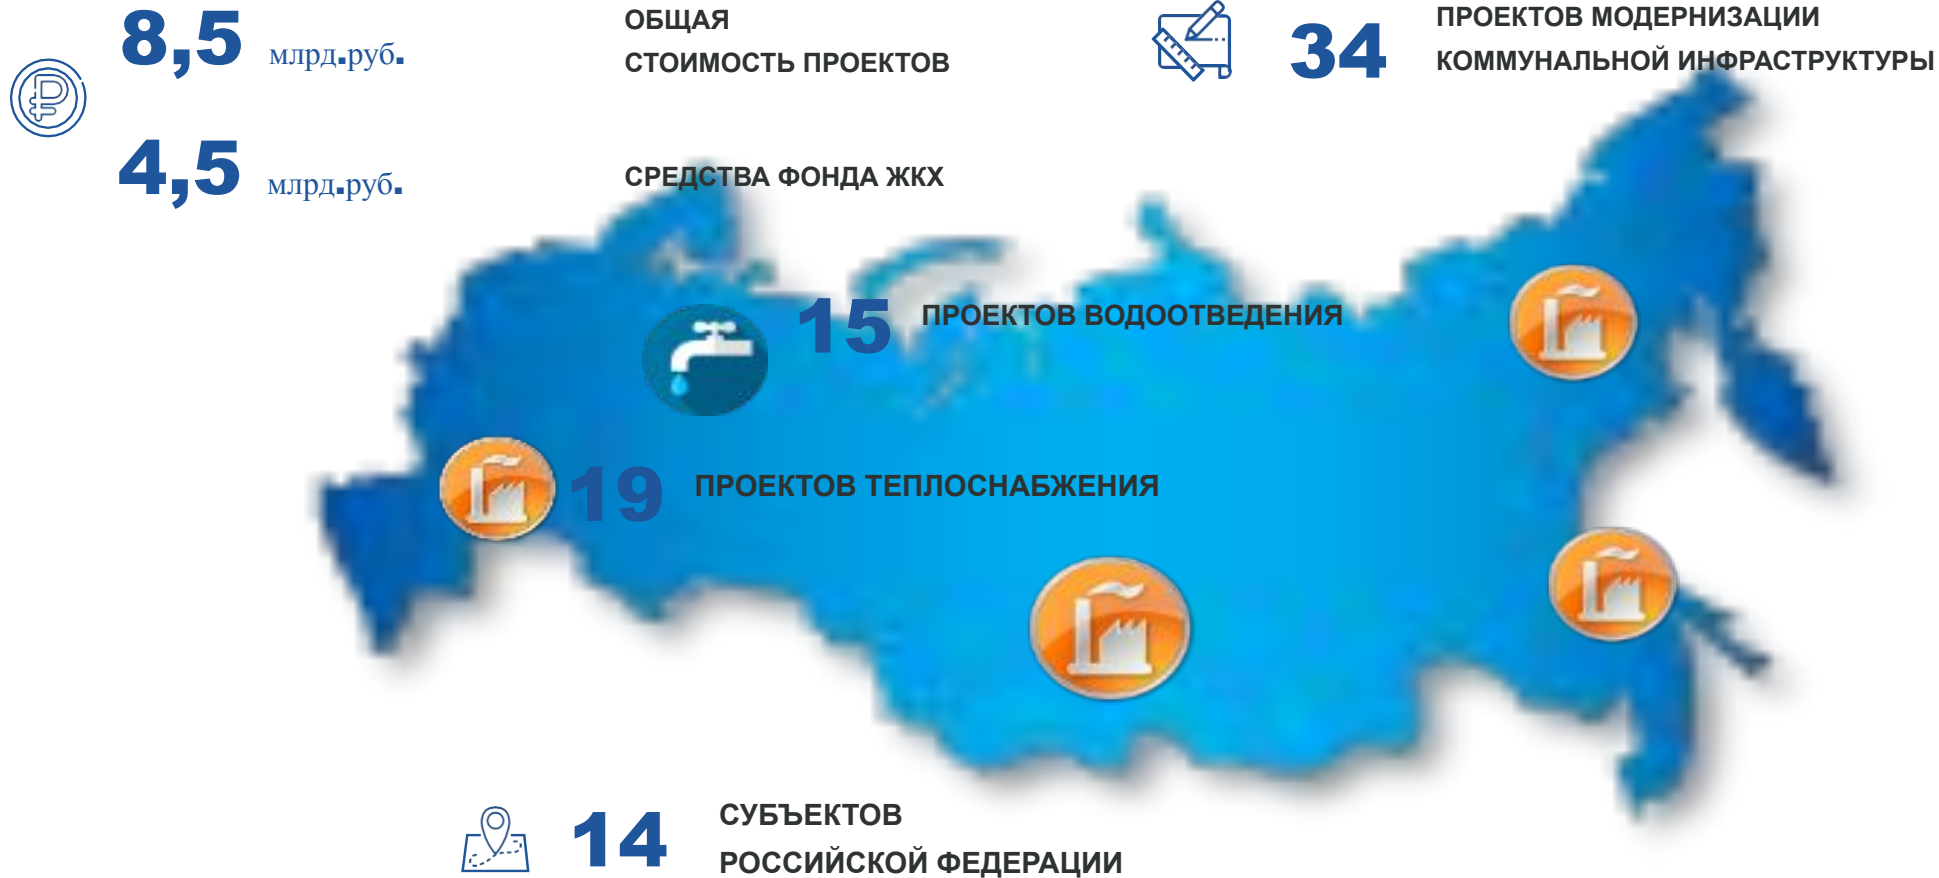 8,5 млрд.руб.
ОБЩАЯ
СТОИМОСТЬ ПРОЕКТОВ
34
ПРОЕКТОВ МОДЕРНИЗАЦИИ
КОММУНАЛЬНОЙ ИНФРАСТРУКТУРЫ
4,5 млрд.руб.
СРЕДСТВА ФОНДА ЖКХ
15 ПРОЕКТОВ ВОДООТВЕДЕНИЯ
19 ПРОЕКТОВ ТЕПЛОСНАБЖЕНИЯ
14
СУБЪЕКТОВ
РОССИЙСКОЙ ФЕДЕРАЦИИ